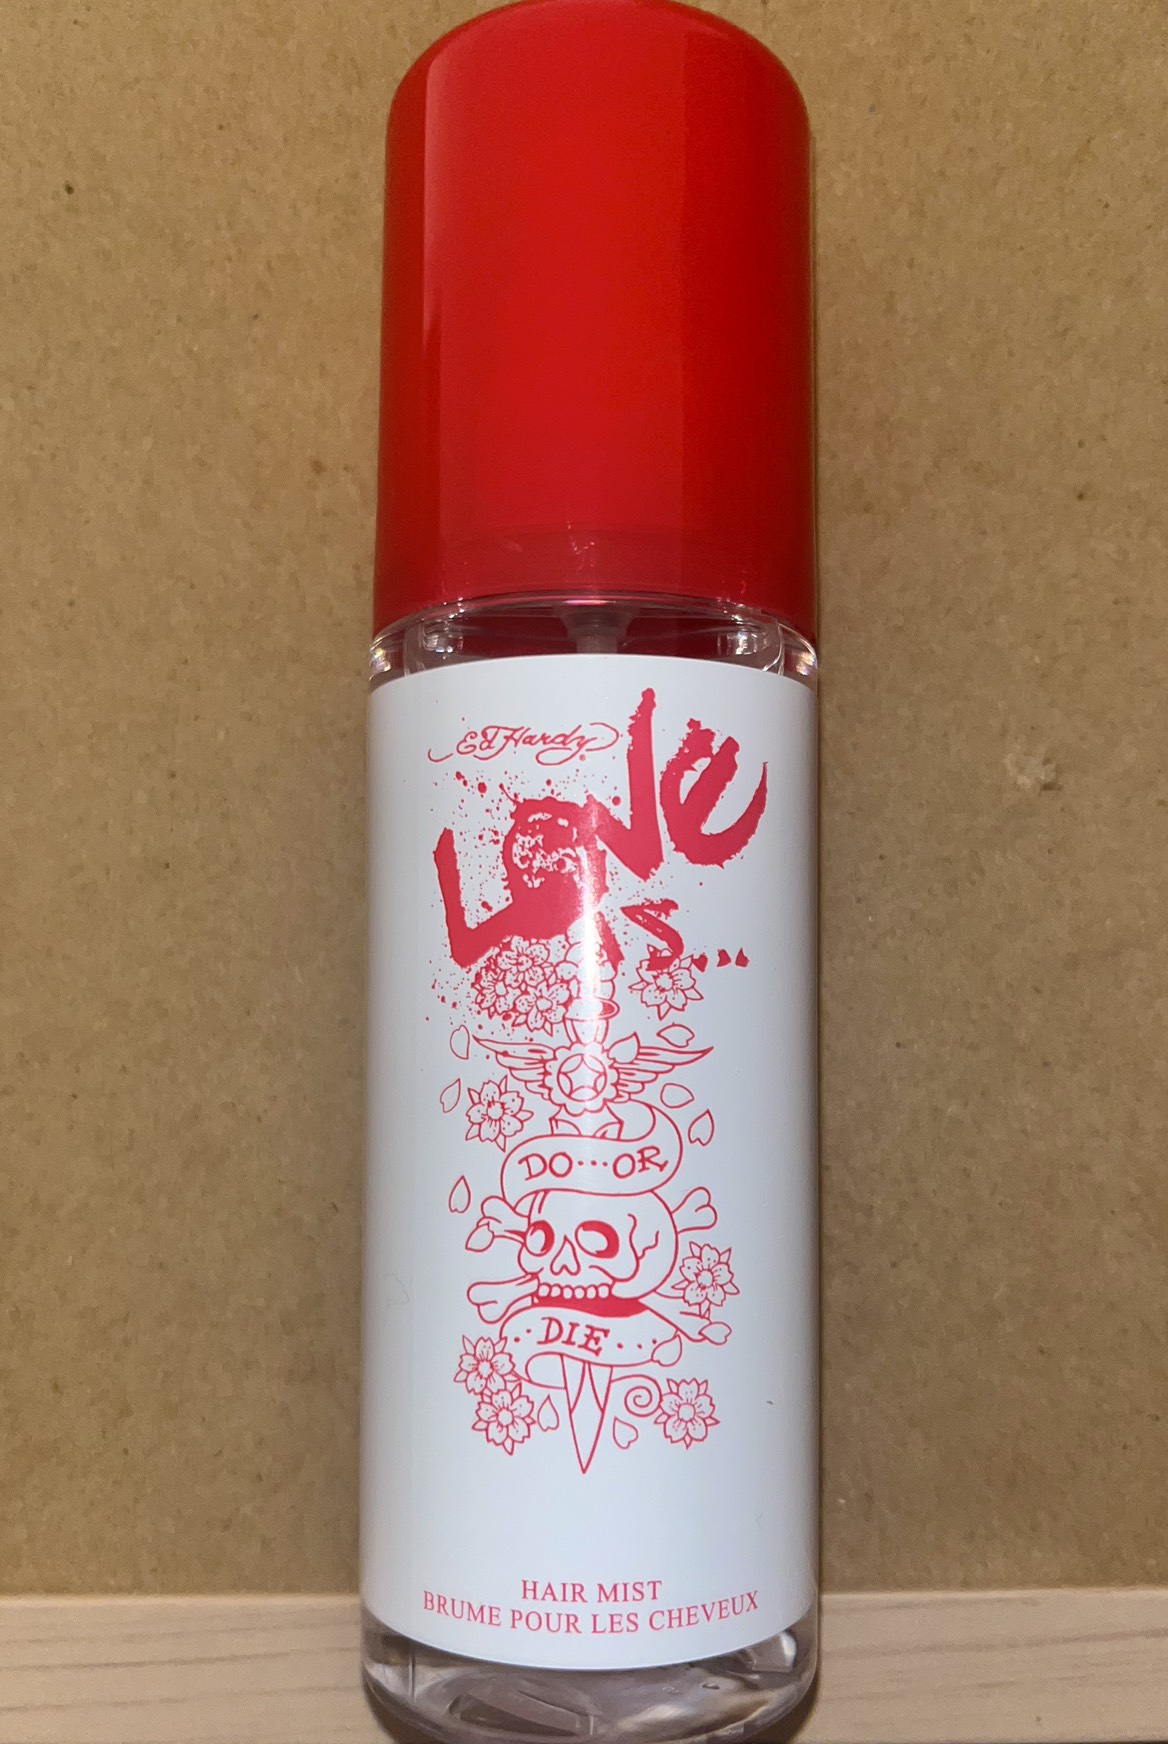 Ed Hardy
LOVE
IS...
DO...OR
..DIE...
HAIR MIST
BRUME POUR LES CHEVEUX